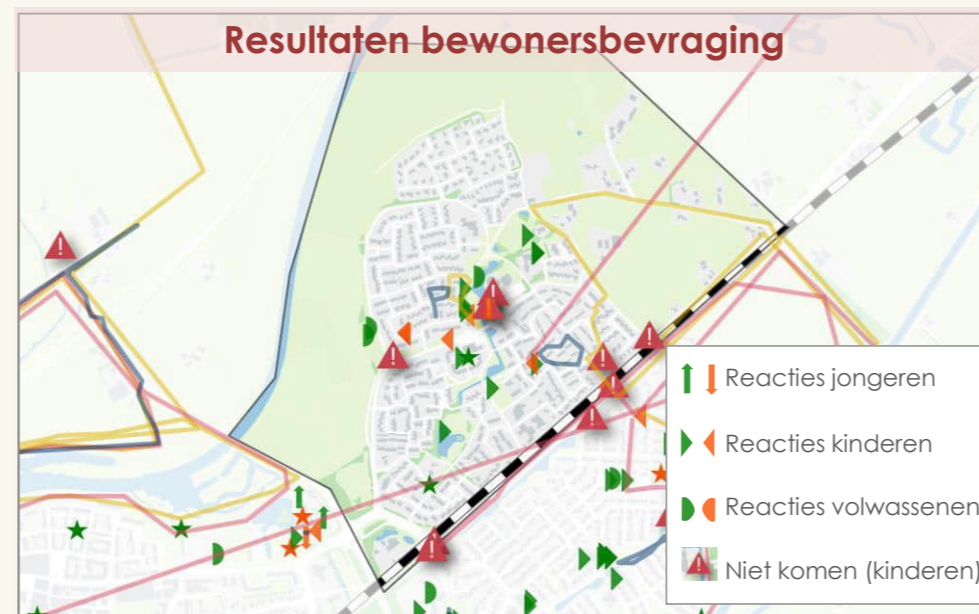 Resultaten bewonersbevraging
Reacties jongeren
Reacties kinderen
Reacties volwassenen
Niet komen (kinderen)